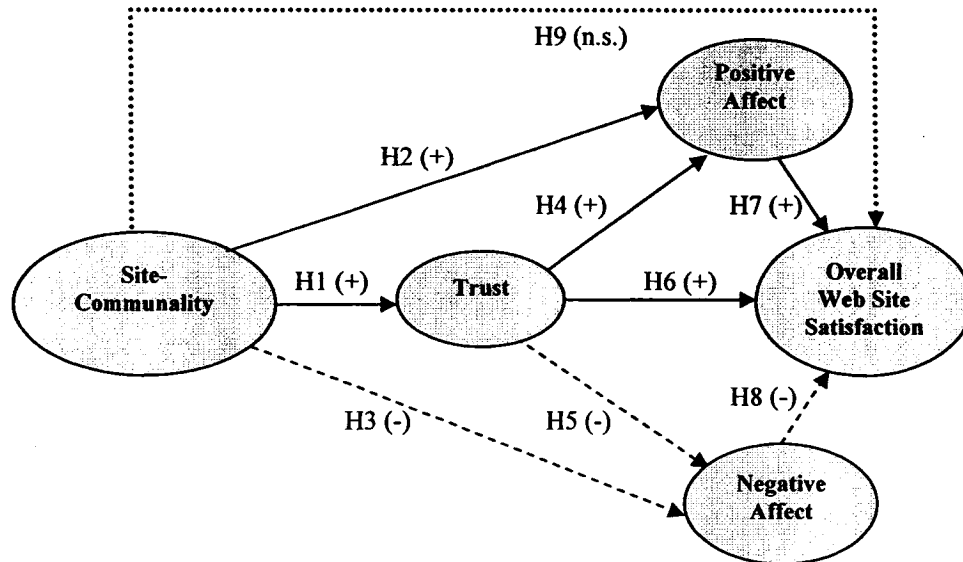 H9 (n.s.)
Positive
Affect
H2 (+)
H4 (+)
H7 (+)
Site-
Communality
H1 (+)
Trust
H6 (+)
Overall
Web Site
Satisfaction
H3 (-)
H5 (-)
H8 (-)
Negative
Affect